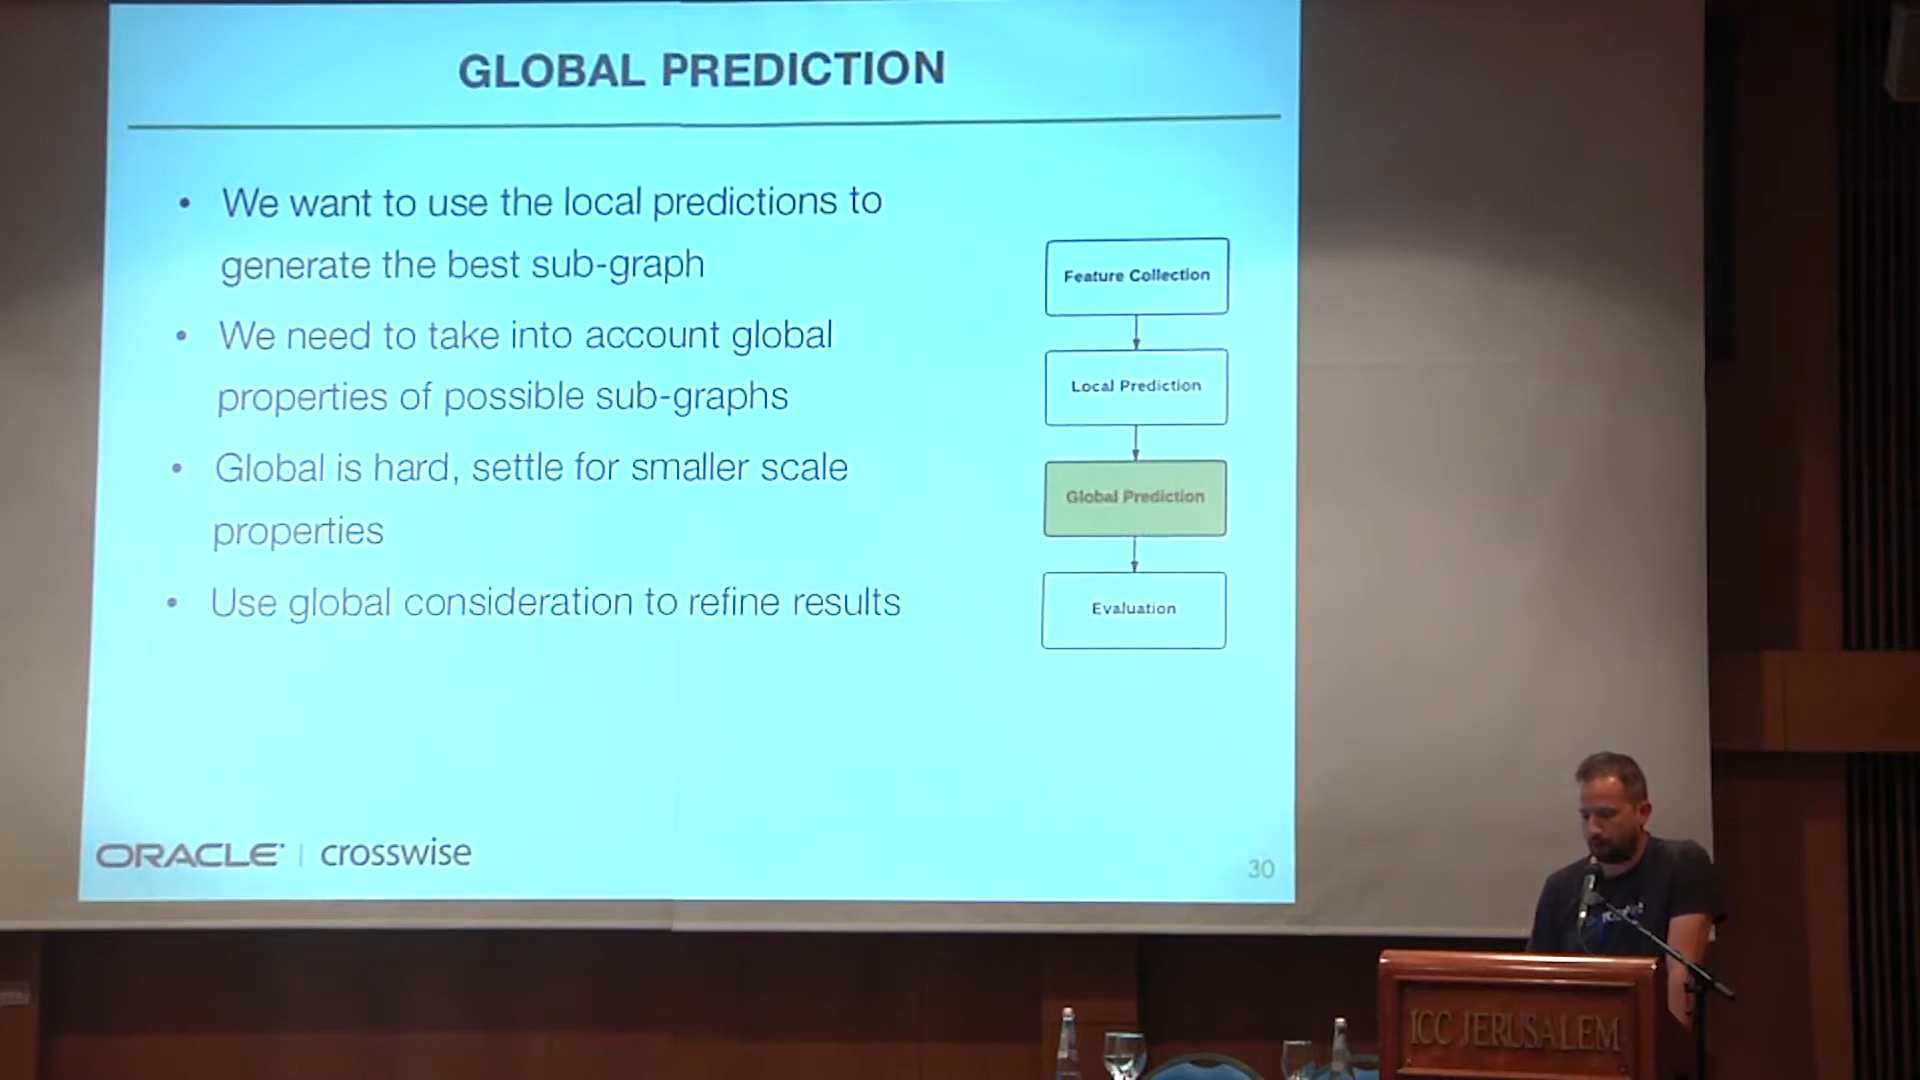 GLOBAL PREDICTION
• We want to use the local predictions to
generate the best sub-graph
• We need to take into account global
properties of possible sub-graphs
• Global is hard, settle for smaller scale
properties
• Use global consideration to refine results
Feature Collection
Local Prediction
Global Prediction
Evaluation
ORACLE | crosswise
30
ICC JERUSALEM